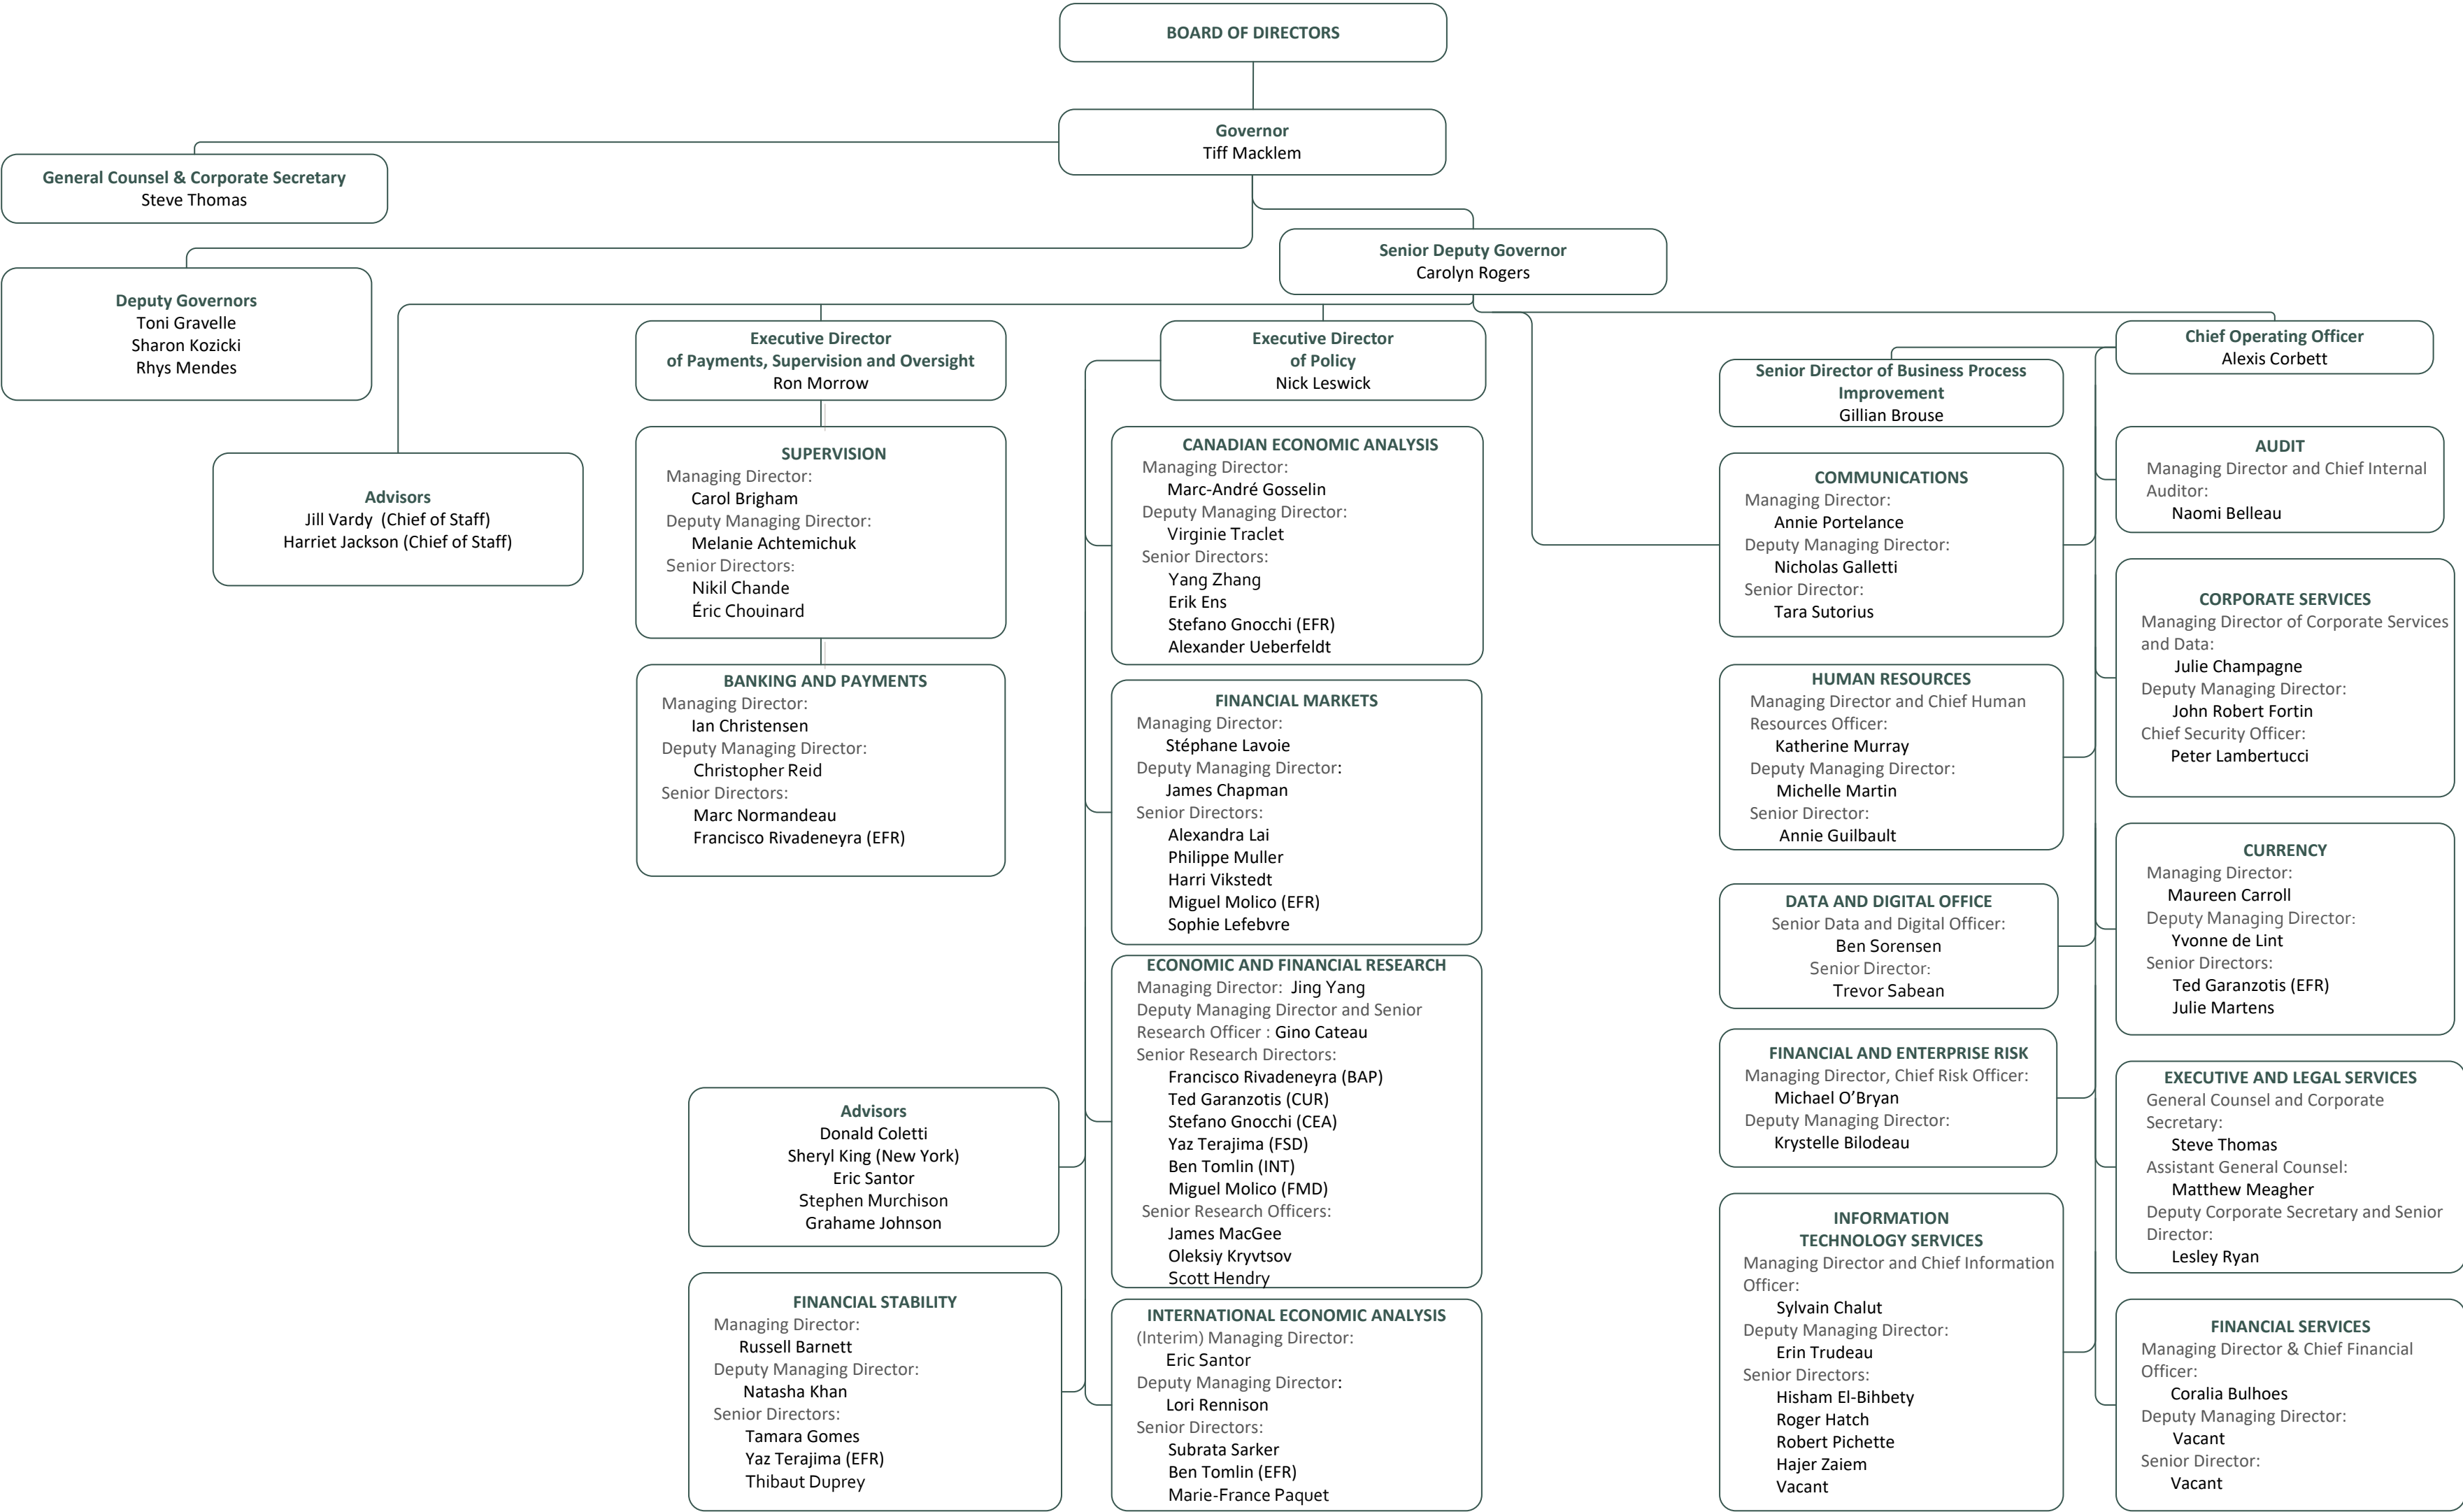 BOARD OF DIRECTORS
Governor
Tiff Macklem
General Counsel & Corporate Secretary
Steve Thomas
Senior Deputy Governor
Carolyn Rogers
Deputy Governors
Toni Gravelle
Sharon Kozicki
Rhys Mendes
Advisors
Jill Vardy (Chief of Staff)
Harriet Jackson (Chief of Staff)
Executive Director
of Payments, Supervision and Oversight
Ron Morrow
SUPERVISION
Managing Director:
Carol Brigham
Deputy Managing Director:
Melanie Achtemichuk
Senior Directors:
Nikil Chande
Éric Chouinard
BANKING AND PAYMENTS
Managing Director:
Ian Christensen
Deputy Managing Director:
Christopher Reid
Senior Directors:
Marc Normandeau
Francisco Rivadeneyra (EFR)
Executive Director
of Policy
Nick Leswick
CANADIAN ECONOMIC ANALYSIS
Managing Director:
Marc-André Gosselin
Deputy Managing Director:
Virginie Traclet
Senior Directors:
Yang Zhang
Erik Ens
Stefano Gnocchi (EFR)
Alexander Ueberfeldt
FINANCIAL MARKETS
Managing Director:
Stéphane Lavoie
Deputy Managing Director:
James Chapman
Senior Directors:
Alexandra Lai
Philippe Muller
Harri Vikstedt
Miguel Molico (EFR)
Sophie Lefebvre
ECONOMIC AND FINANCIAL RESEARCH
Managing Director: Jing Yang
Deputy Managing Director and Senior
Research Officer : Gino Cateau
Senior Research Directors:
Francisco Rivadeneyra (BAP)
Ted Garanzotis (CUR)
Stefano Gnocchi (CEA)
Yaz Terajima (FSD)
Ben Tomlin (INT)
Miguel Molico (FMD)
Senior Research Officers:
James MacGee
Oleksiy Kryvtsov
Scott Hendry
Advisors
Donald Coletti
Sheryl King (New York)
Eric Santor
Stephen Murchison
Grahame Johnson
FINANCIAL STABILITY
Managing Director:
Russell Barnett
Deputy Managing Director:
Natasha Khan
Senior Directors:
Tamara Gomes
Yaz Terajima (EFR)
Thibaut Duprey
INTERNATIONAL ECONOMIC ANALYSIS
(Interim) Managing Director:
Eric Santor
Deputy Managing Director:
Lori Rennison
Senior Directors:
Subrata Sarker
Ben Tomlin (EFR)
Marie-France Paquet
Chief Operating Officer
Alexis Corbett
Senior Director of Business Process
Improvement
Gillian Brouse
COMMUNICATIONS
Managing Director:
Annie Portelance
Deputy Managing Director:
Nicholas Galletti
Senior Director:
Tara Sutorius
HUMAN RESOURCES
Managing Director and Chief Human
Resources Officer:
Katherine Murray
Deputy Managing Director:
Michelle Martin
Senior Director:
Annie Guilbault
DATA AND DIGITAL OFFICE
Senior Data and Digital Officer:
Ben Sorensen
Senior Director:
Trevor Sabean
FINANCIAL AND ENTERPRISE RISK
Managing Director, Chief Risk Officer:
Michael O’Bryan
Deputy Managing Director:
Krystelle Bilodeau
INFORMATION
TECHNOLOGY SERVICES
Managing Director and Chief Information
Officer:
Sylvain Chalut
Deputy Managing Director:
Erin Trudeau
Senior Directors:
Hisham El-Bihbety
Roger Hatch
Robert Pichette
Hajer Zaiem
Vacant
AUDIT
Managing Director and Chief Internal
Auditor:
Naomi Belleau
CORPORATE SERVICES
Managing Director of Corporate Services
and Data:
Julie Champagne
Deputy Managing Director:
John Robert Fortin
Chief Security Officer:
Peter Lambertucci
CURRENCY
Managing Director:
Maureen Carroll
Deputy Managing Director:
Yvonne de Lint
Senior Directors:
Ted Garanzotis (EFR)
Julie Martens
EXECUTIVE AND LEGAL SERVICES
General Counsel and Corporate
Secretary:
Steve Thomas
Assistant General Counsel:
Matthew Meagher
Deputy Corporate Secretary and Senior
Director:
Lesley Ryan
FINANCIAL SERVICES
Managing Director & Chief Financial
Officer:
Coralia Bulhoes
Deputy Managing Director:
Vacant
Senior Director:
Vacant